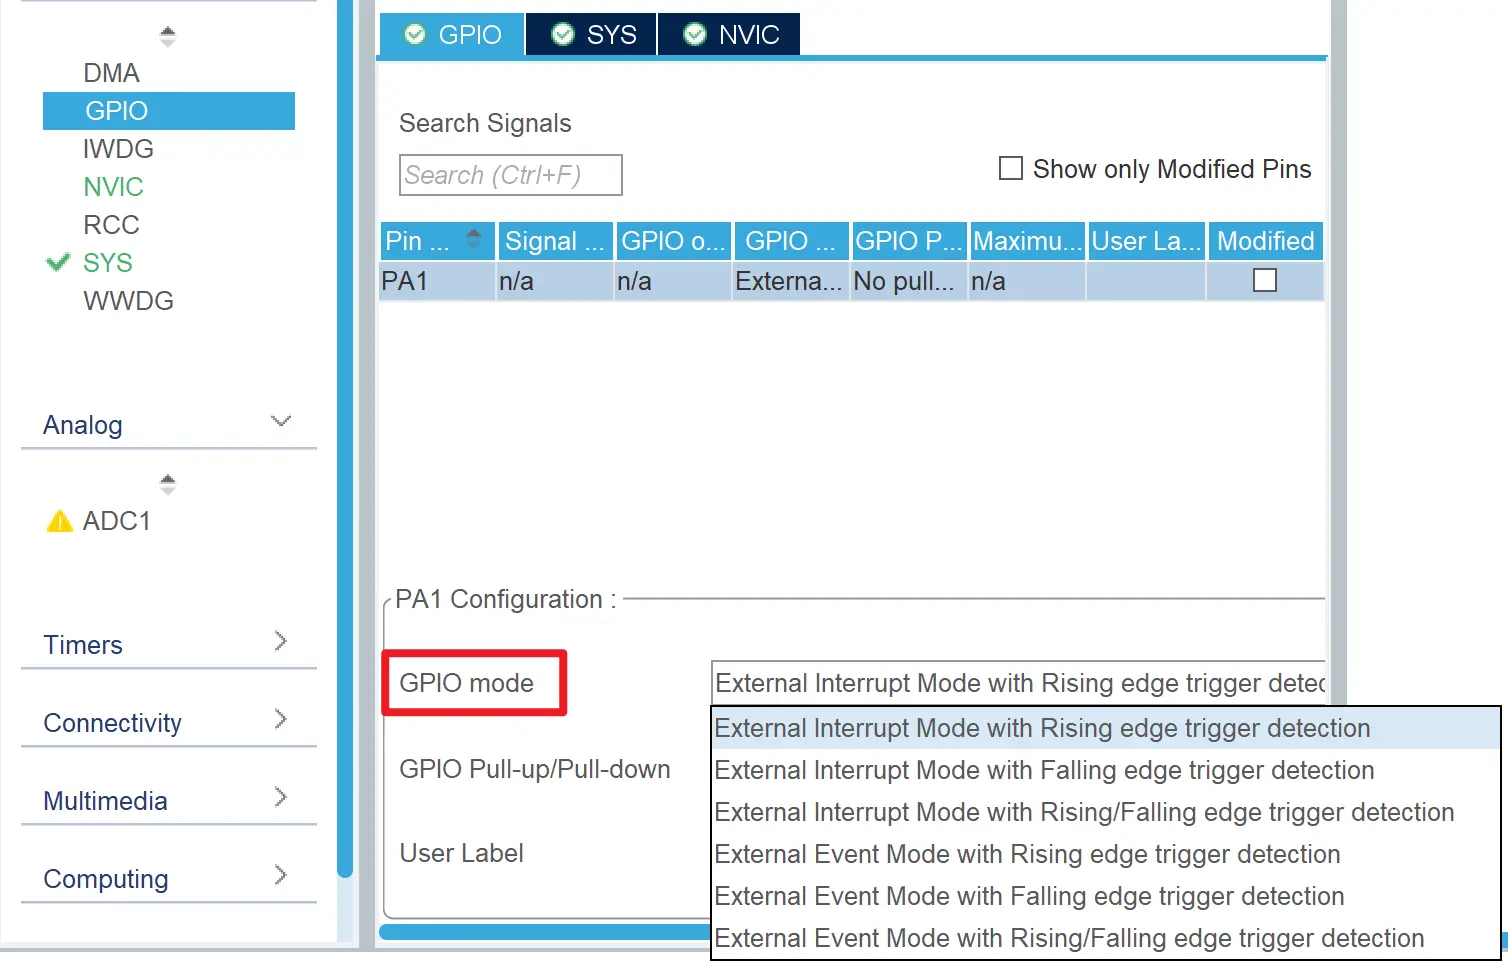 DMA
GPIO
IWDG
NVIC
RCC
SYS
WWDG
Analog
ADC1
Timers
Connectivity
Multimedia
Computing
GPIO SYS NVIC
Search Signals
Search (Ctrl+F)
Show only Modified Pins
Pin ... Signal ... GPIO o... GPIO ... GPIO P... Maximu... User La... Modified
PA1 n/a n/a Externa... No pull... n/a
PA1 Configuration :
GPIO mode External Interrupt Mode with Rising edge trigger detec
External Interrupt Mode with Rising edge trigger detection
External Interrupt Mode with Falling edge trigger detection
External Interrupt Mode with Rising/Falling edge trigger detection
External Event Mode with Rising edge trigger detection
External Event Mode with Falling edge trigger detection
External Event Mode with Rising/Falling edge trigger detection
GPIO Pull-up/Pull-down
User Label